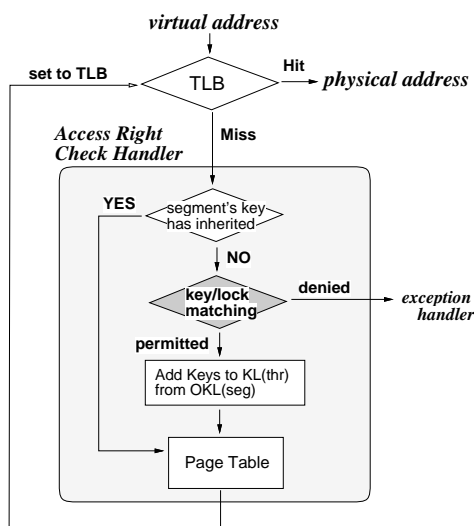 virtual address
set to TLB
TLB
Hit
physical address
Access Right
Check Handler
Miss
YES
segment's key
has inherited
NO
key/lock
matching
denied
exception
handler
permitted
Add Keys to KL(thr)
from OKL(seg)
Page Table